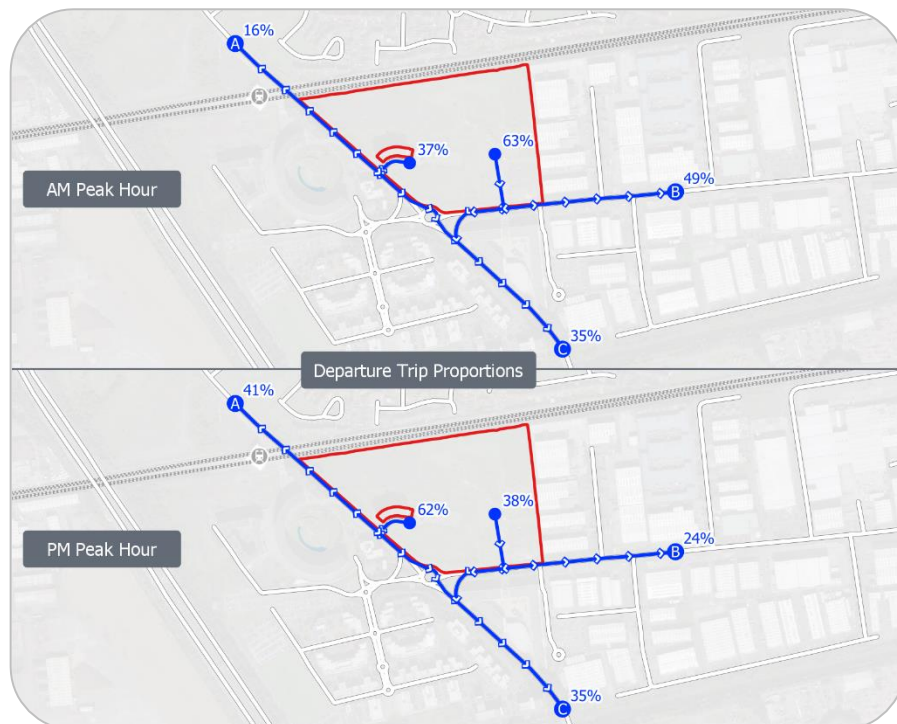 A 16%
37%
63%
AM Peak Hour
B 49%
C 35%
Departure Trip Proportions
A 41%
62%
38%
PM Peak Hour
B 24%
C 35%